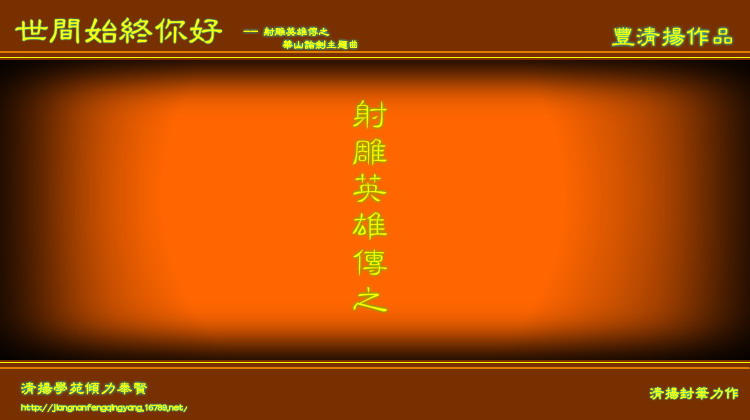 世間始終你好
-- 射雕英雄傳之
華山論劍主題曲
豐清揚作品
射
雕
英
雄
傳
之
清揚學苑傾力奉賢
http://jiangnanfengqingyang.16789.net/
清揚封筆力作